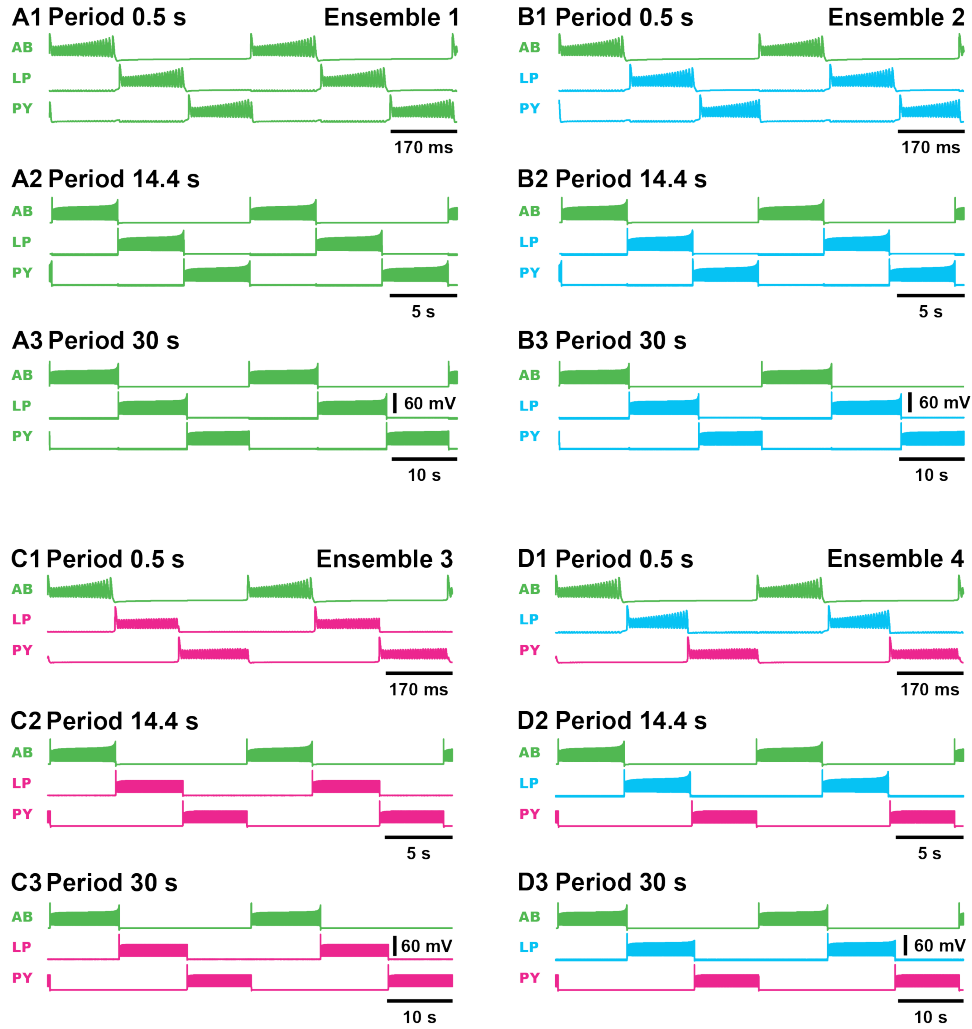 A1 Period 0.5 s Ensemble 1
AB
LP
PY
170 ms
A2 Period 14.4 s
AB
LP
PY
5 s
A3 Period 30 s
AB
LP
60 mV
PY
10 s
B1 Period 0.5 s Ensemble 2
AB
LP
PY
170 ms
B2 Period 14.4 s
AB
LP
PY
5 s
B3 Period 30 s
AB
LP
60 mV
PY
10 s
C1 Period 0.5 s Ensemble 3
AB
LP
PY
170 ms
C2 Period 14.4 s
AB
LP
PY
5 s
C3 Period 30 s
AB
LP
60 mV
PY
10 s
D1 Period 0.5 s Ensemble 4
AB
LP
PY
170 ms
D2 Period 14.4 s
AB
LP
PY
5 s
D3 Period 30 s
AB
LP
60 mV
PY
10 s